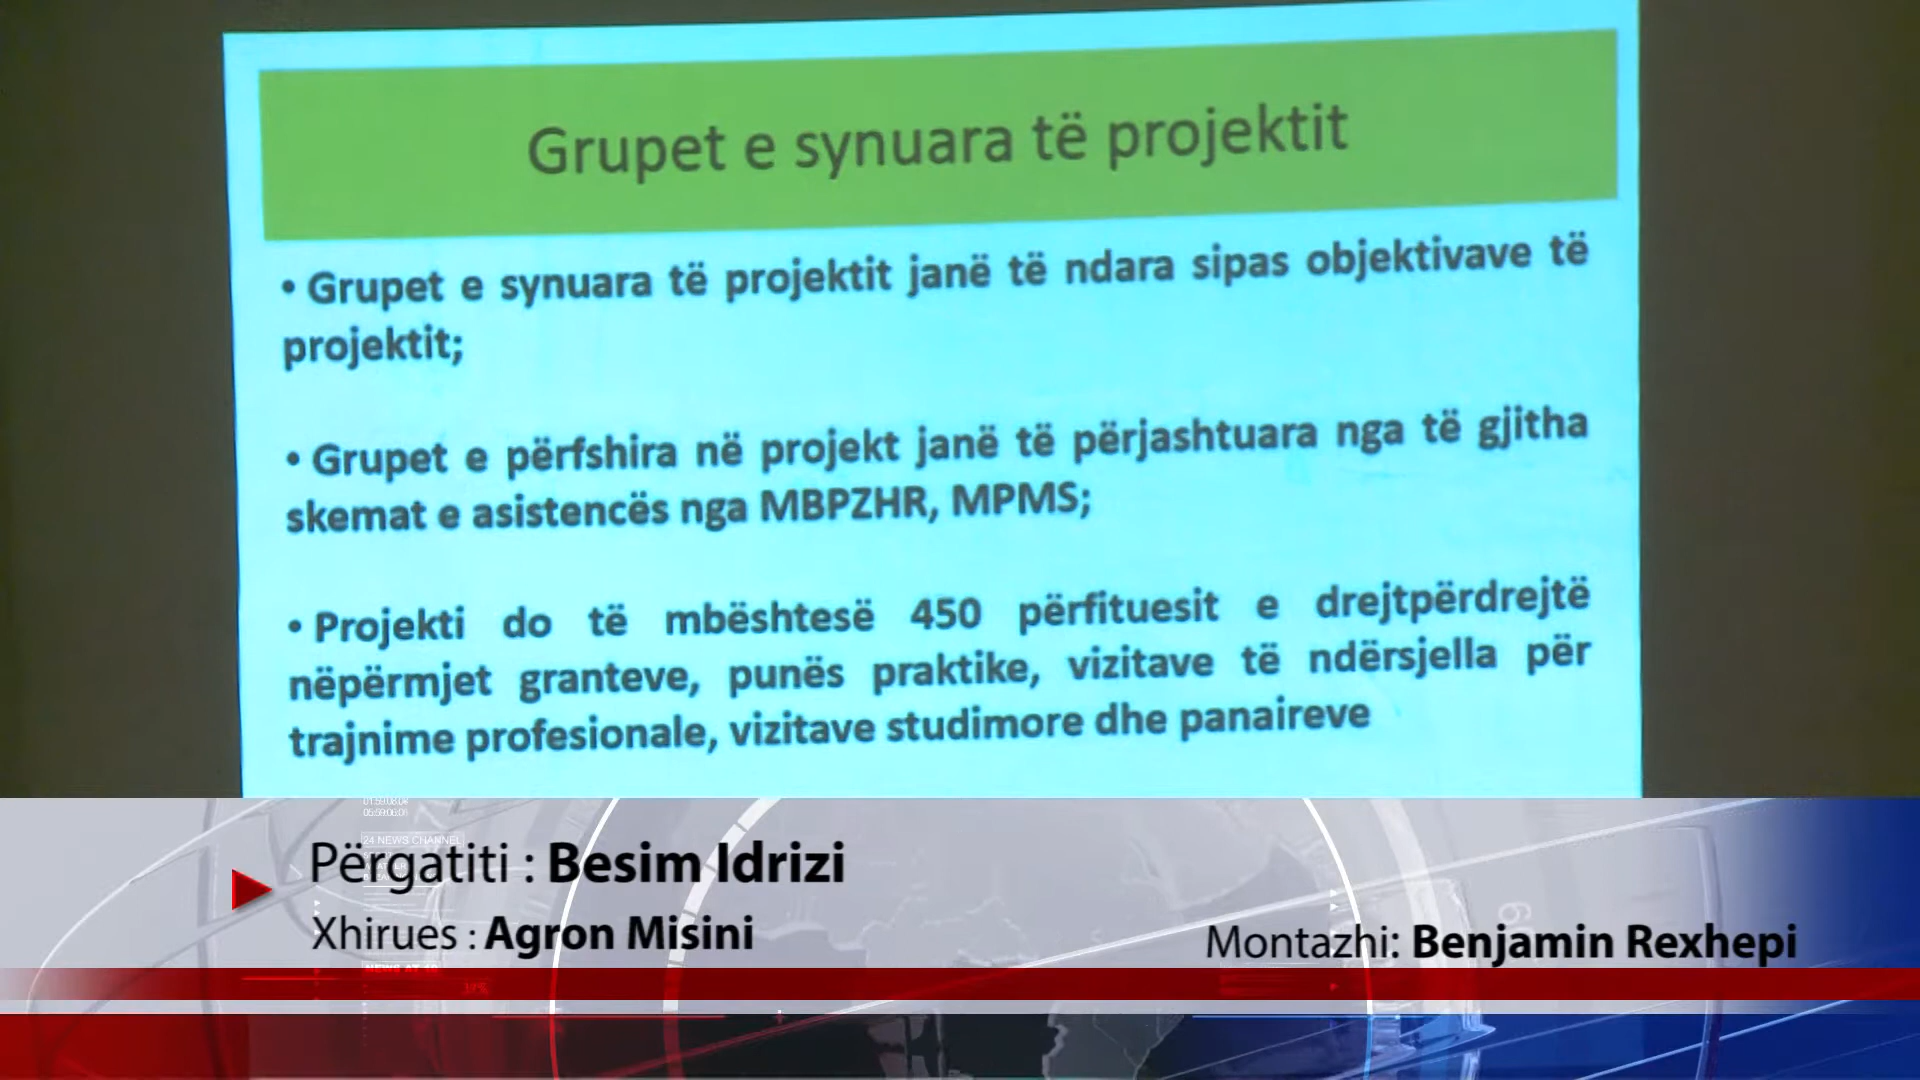 Grupet e synuara të projektit
• Grupet e synuara të projektit janë të ndara sipas objektivave të
projektit;
• Grupet e përfshira në projekt janë të përjashtuara nga të gjitha
skemat e asistencës nga MBPZHR, MPMS;
• Projekti do të mbështesë 450 përfituesit e drejtpërdrejtë
nëpërmjet granteve, punës praktike, vizitave të ndërsjella për
trajnime profesionale, vizitave studimore dhe panaireve
24 NEWS CHANNEL
Përgatiti : Besim Idrizi
Xhirues : Agron Misini
Montazhi: Benjamin Rexhepi